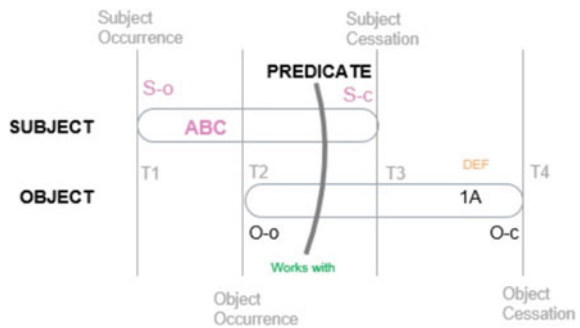 Subject
Occurrence
Subject
Cessation
PREDICATE
S-o
S-c
SUBJECT
ABC
T1
T2
T3
DEF
T4
OBJECT
1A
O-o
O-c
Works with
Object
Occurrence
Object
Cessation